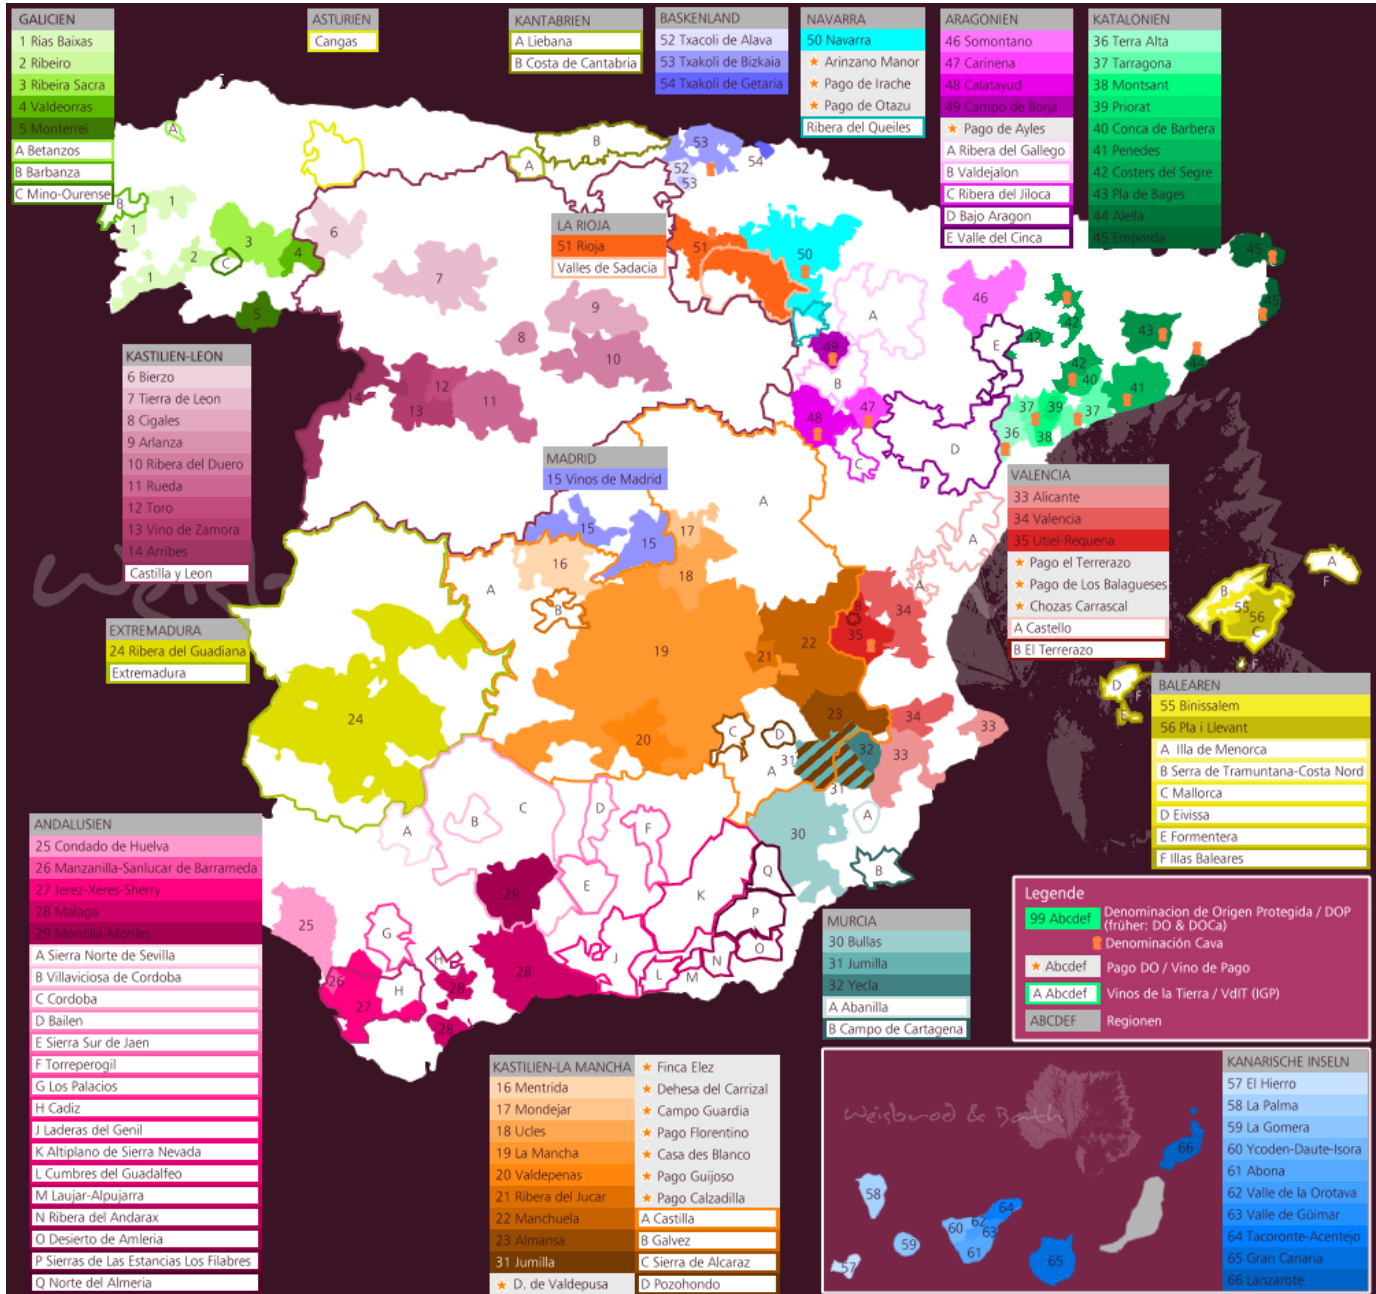 GALICIEN
1 Rias Baixas
2 Ribeiro
3 Ribeira Sacra
4 Valdeorras
5 Monterrei
A Betanzos
B Barbanza
C Mino-Ourense
ASTURIEN
Cangas
KANTABRIEN
A Liebana
B Costa de Cantabria
BASKENLAND
52 Txacoli de Alava
53 Txakoli de Bizkaia
54 Txakoli de Getaria
NAVARRA
50 Navarra
★ Arinzano Manor
★ Pago de Irache
★ Pago de Otazu
Ribera del Queiles
ARAGONIEN
46 Somontano
47 Carinena
48 Calatayud
49 Campo de Borja
★ Pago de Ayles
A Ribera del Gallego
B Valdejalon
C Ribera del Jiloca
D Bajo Aragon
E Valle del Cinca
KATALONIEN
36 Terra Alta
37 Tarragona
38 Montsant
39 Priorat
40 Conca de Barbera
41 Penedes
42 Costers del Segre
43 Pla de Bages
44 Alella
45 Emporda
LA RIOJA
51 Rioja
Valles de Sadacia
KASTILIEN-LEON
6 Bierzo
7 Tierra de Leon
8 Cigales
9 Arlanza
10 Ribera del Duero
11 Rueda
12 Toro
13 Vino de Zamora
14 Arribes
Castilla y Leon
MADRID
15 Vinos de Madrid
VALENCIA
33 Alicante
34 Valencia
35 Utiel-Requena
★ Pago el Terrerazo
★ Pago de Los Balagueses
★ Chozas Carrascal
A Castello
B El Terrerazo
EXTREMADURA
24 Ribera del Guadiana
Extremadura
BALEAREN
55 Binissalem
56 Pla i Llevant
A Illa de Menorca
B Serra de Tramuntana-Costa Nord
C Mallorca
D Eivissa
E Formentera
F Illas Baleares
ANDALUSIEN
25 Condado de Huelva
26 Manzanilla-Sanlucar de Barrameda
27 Jerez-Xeres-Sherry
28 Malaga
29 Montilla-Moriles
A Sierra Norte de Sevilla
B Villaviciosa de Cordoba
C Cordoba
D Bailen
E Sierra Sur de Jaen
F Torreperogil
G Los Palacios
H Cadiz
J Laderas del Genil
K Altiplano de Sierra Nevada
L Cumbres del Guadalfeo
M Laujar-Alpujarra
N Ribera del Andarax
O Desierto de Amleria
P Sierras de Las Estancias Los Filabres
Q Norte del Almeria
MURCIA
30 Bullas
31 Jumilla
32 Yecla
A Abanilla
B Campo de Cartagena
KASTILIEN-LA MANCHA
16 Mentrida
17 Mondejar
18 Ucles
19 La Mancha
20 Valdepenas
21 Ribera del Jucar
22 Manchuela
23 Almansa
31 Jumilla
★ D. de Valdepusa
★ Finca Elez
★ Dehesa del Carrizal
★ Campo Guardia
★ Pago Florentino
★ Casa des Blanco
★ Pago Guijoso
★ Pago Calzadilla
A Castilla
B Galvez
C Sierra de Alcaraz
D Pozohondo
Legende
99 Abcdef Denominacion de Origen Protegida / DOP
(früher: DO & DOCa)
Denominación Cava
★ Abcdef Pago DO / Vino de Pago
A Abcdef Vinos de la Tierra / VdIT (IGP)
ABCDEF Regionen
KANARISCHE INSELN
57 El Hierro
58 La Palma
59 La Gomera
60 Ycoden-Daute-Isora
61 Abona
62 Valle de la Orotava
63 Valle de Güimar
64 Tacoronte-Acentejo
65 Gran Canaria
66 Lanzarote
Weisbrod & Bath